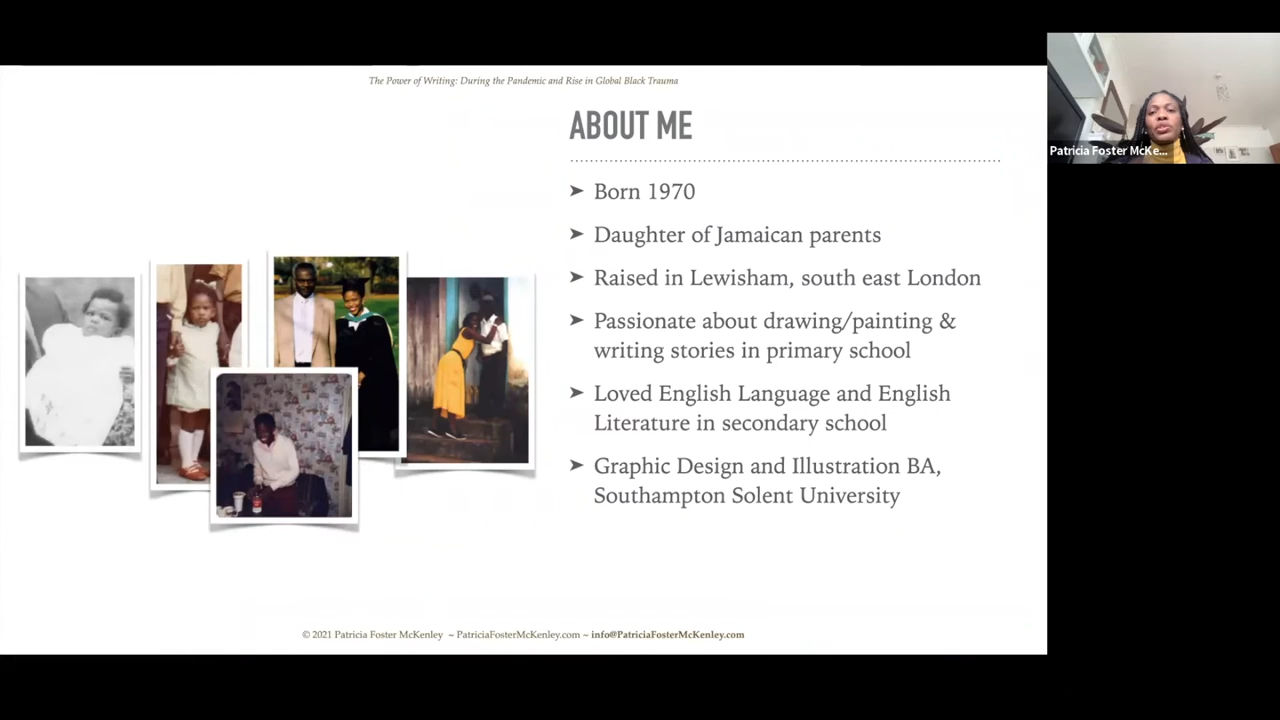 The Power of Writing: During the Pandemic and Rise in Global Black Trauma
ABOUT ME
➤ Born 1970
➤ Daughter of Jamaican parents
➤ Raised in Lewisham, south east London
➤ Passionate about drawing/painting &
writing stories in primary school
➤ Loved English Language and English
Literature in secondary school
➤ Graphic Design and Illustration BA,
Southampton Solent University
© 2021 Patricia Foster McKenley ~ PatriciaFosterMcKenley.com ~ info@PatriciaFosterMcKenley.com
Patricia Foster McKe...